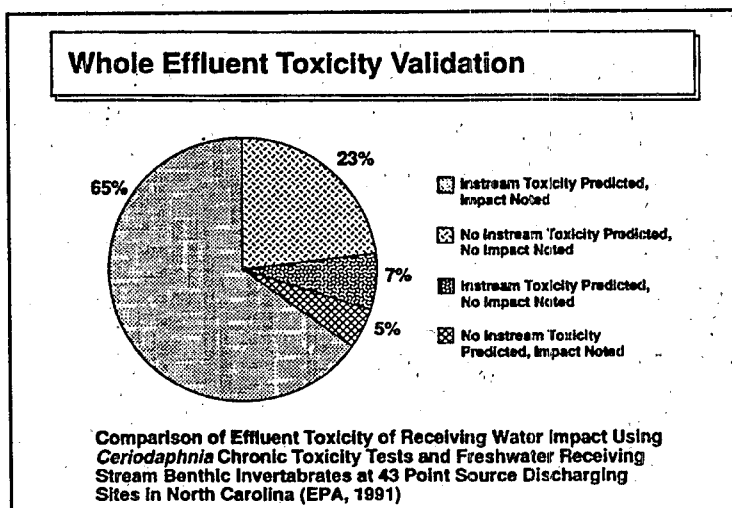 Whole Effluent Toxicity Validation
23%
65%
7%
5%
Instream Toxicity Predicted,
Impact Noted
No Instream Toxicity Predicted,
No Impact Noted
Instream Toxicity Predicted,
No Impact Noted
No Instream Toxicity
Predicted, Impact Noted
Comparison of Effluent Toxicity of Receiving Water Impact Using
Ceriodaphnia Chronic Toxicity Tests and Freshwater Receiving
Stream Benthic Invertabrates at 43 Point Source Discharging
Sites in North Carolina (EPA, 1991)